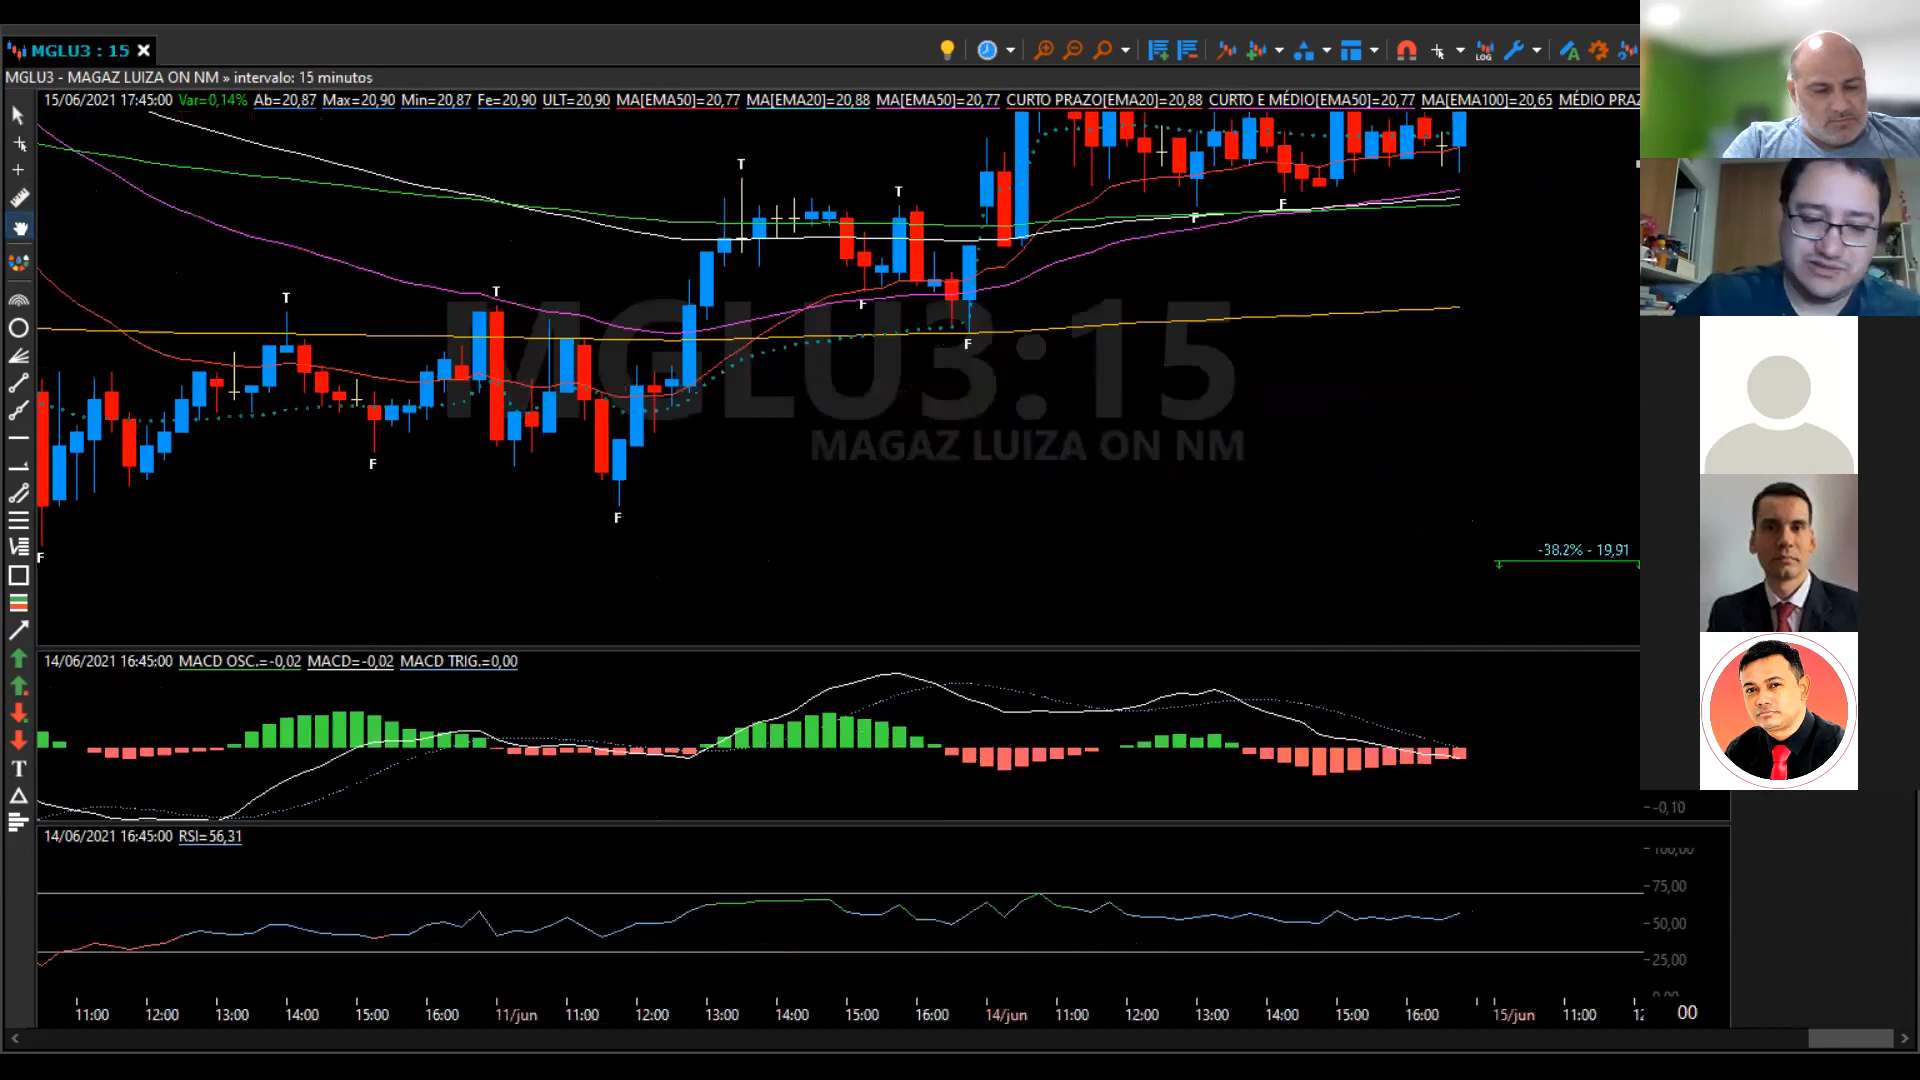 MGLU3 : 15
MGLU3 - MAGAZ LUIZA ON NM » intervalo: 15 minutos
15/06/2021 17:45:00 Var=0,14% Ab=20,87 Max=20,90 Min=20,87 Fe=20,90 ULT=20,90 MA[EMA50]=20,77 MA[EMA20]=20,88 MA[EMA50]=20,77 CURTO PRAZO[EMA20]=20,88 CURTO E MÉDIO[EMA50]=20,77 MA[EMA100]=20,65 MÉDIO PRAZ
LOG
T
T
T
T
F
F
F
F
F
F
F
MGLU3:15
MAGAZ LUIZA ON NM
-38.2% - 19,91
14/06/2021 16:45:00 MACD OSC.=-0,02 MACD=-0,02 MACD TRIG.=0,00
-0,10
14/06/2021 16:45:00 RSI=56,31
100,00
75,00
50,00
25,00
11:00 12:00 13:00 14:00 15:00 16:00 11/jun 11:00 12:00 13:00 14:00 15:00 16:00 14/jun 11:00 12:00 13:00 14:00 15:00 16:00 15/jun 11:00 00